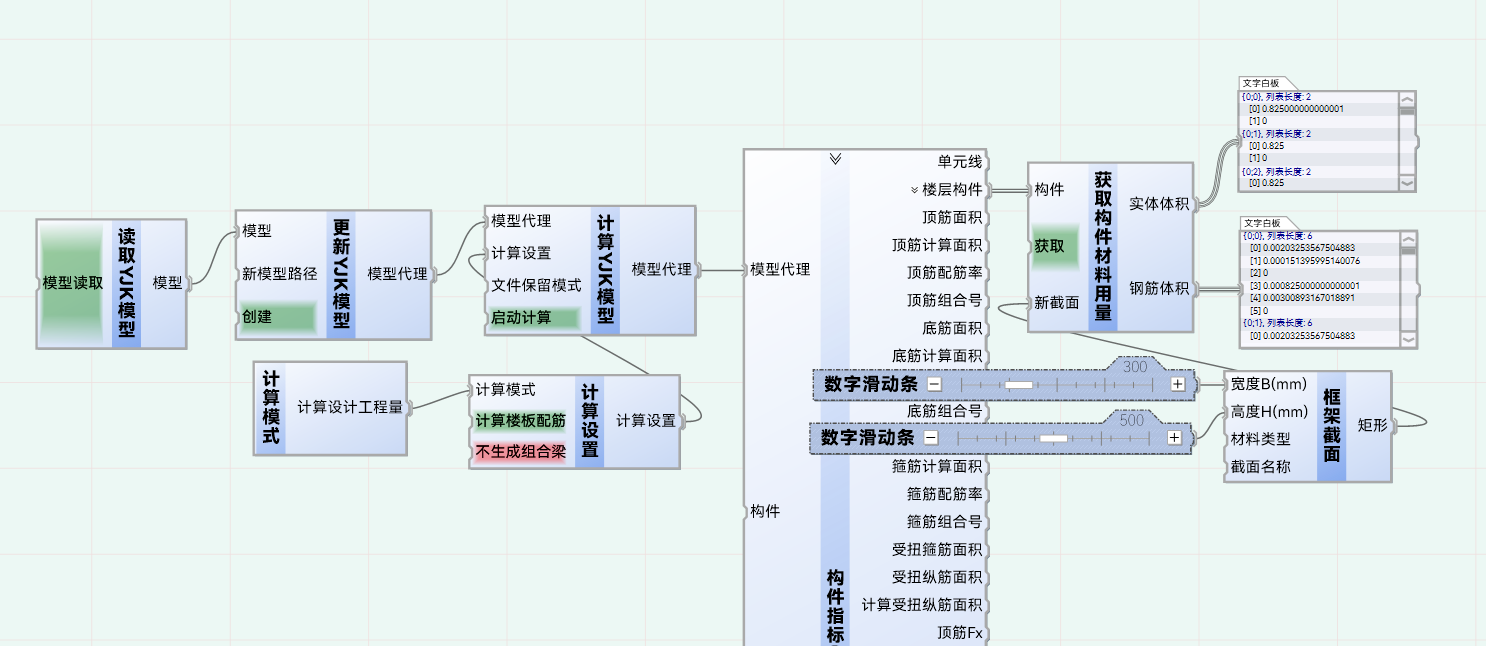 模型读取
读取YJK模型
模型
模型
新模型路径
创建
更新YJK模型
模型代理
模型代理
计算设置
文件保留模式
启动计算
计算YJK模型
模型代理
计算模式
计算设计工程量
计算模式
计算楼板配筋
不生成组合梁
计算设置
计算设置
模型代理
构件
构件指标
单元线
楼层构件
顶筋面积
顶筋计算面积
顶筋配筋率
顶筋组合号
底筋面积
底筋计算面积
数字滑动条
300
底筋组合号
数字滑动条
500
箍筋计算面积
箍筋配筋率
箍筋组合号
受扭箍筋面积
受扭纵筋面积
计算受扭纵筋面积
顶筋Fx
构件
获取
新截面
获取构件材料用量
实体体积
钢筋体积
文字白板
{0;0}, 列表长度: 2
[0] 0.825000000000001
[1] 0
{0;1}, 列表长度: 2
[0] 0.825
[1] 0
{0;2}, 列表长度: 2
[0] 0.825
文字白板
{0;0}, 列表长度: 6
[0] 0.00203253567504883
[1] 0.000151395995140076
[2] 0
[3] 0.000825000000000001
[4] 0.00300893167018891
[5] 0
{0;1}, 列表长度: 6
[0] 0.00203253567504883
宽度B(mm)
高度H(mm)
材料类型
截面名称
框架截面
矩形